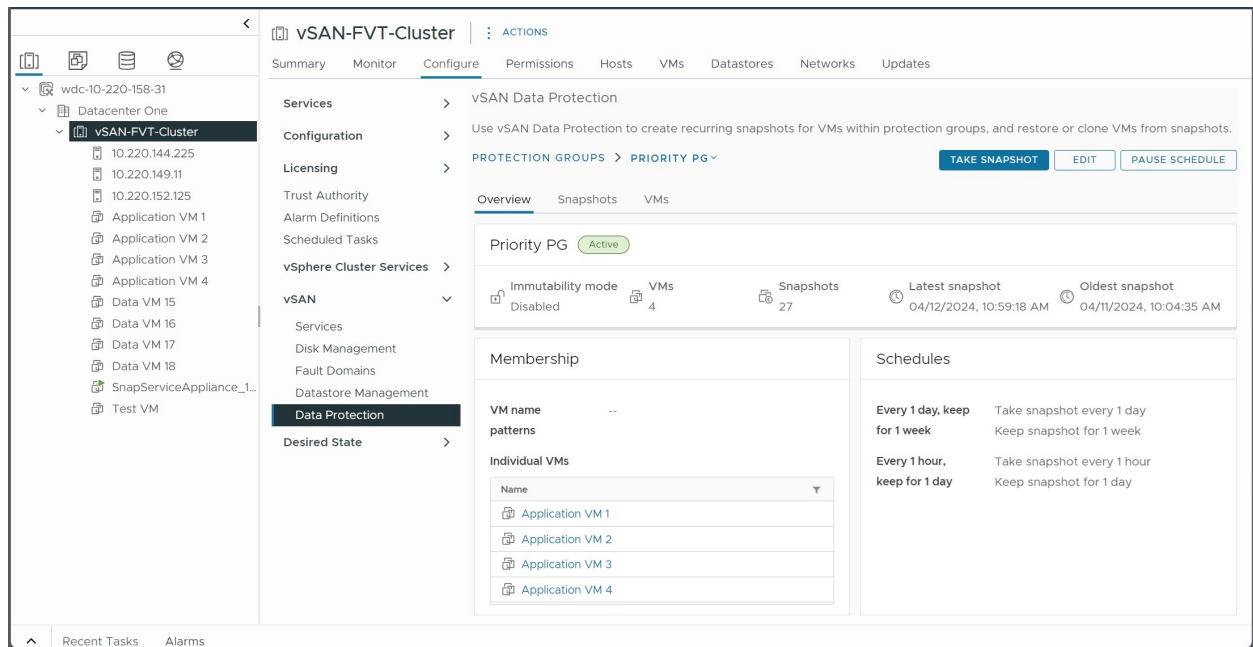 vSAN-FVT-Cluster
ACTIONS
Summary Monitor Configure Permissions Hosts VMs Datastores Networks Updates
wdc-10-220-158-31
Datacenter One
vSAN-FVT-Cluster
10.220.144.225
10.220.149.11
10.220.152.125
Application VM 1
Application VM 2
Application VM 3
Application VM 4
Data VM 15
Data VM 16
Data VM 17
Data VM 18
SnapServiceAppliance_1...
Test VM
Services
Configuration
Licensing
Trust Authority
Alarm Definitions
Scheduled Tasks
vSphere Cluster Services
vSAN
Services
Disk Management
Fault Domains
Datastore Management
Data Protection
Desired State
vSAN Data Protection
Use vSAN Data Protection to create recurring snapshots for VMs within protection groups, and restore or clone VMs from snapshots.
PROTECTION GROUPS > PRIORITY PG
TAKE SNAPSHOT EDIT PAUSE SCHEDULE
Overview Snapshots VMs
Priority PG Active
Immutability mode
Disabled
VMs
4
Snapshots
27
Latest snapshot
04/12/2024, 10:59:18 AM
Oldest snapshot
04/11/2024, 10:04:35 AM
Membership
VM name --
patterns
Individual VMs
Name
Application VM 1
Application VM 2
Application VM 3
Application VM 4
Schedules
Every 1 day, keep Take snapshot every 1 day
for 1 week Keep snapshot for 1 week
Every 1 hour, Take snapshot every 1 hour
keep for 1 day Keep snapshot for 1 day
Recent Tasks Alarms